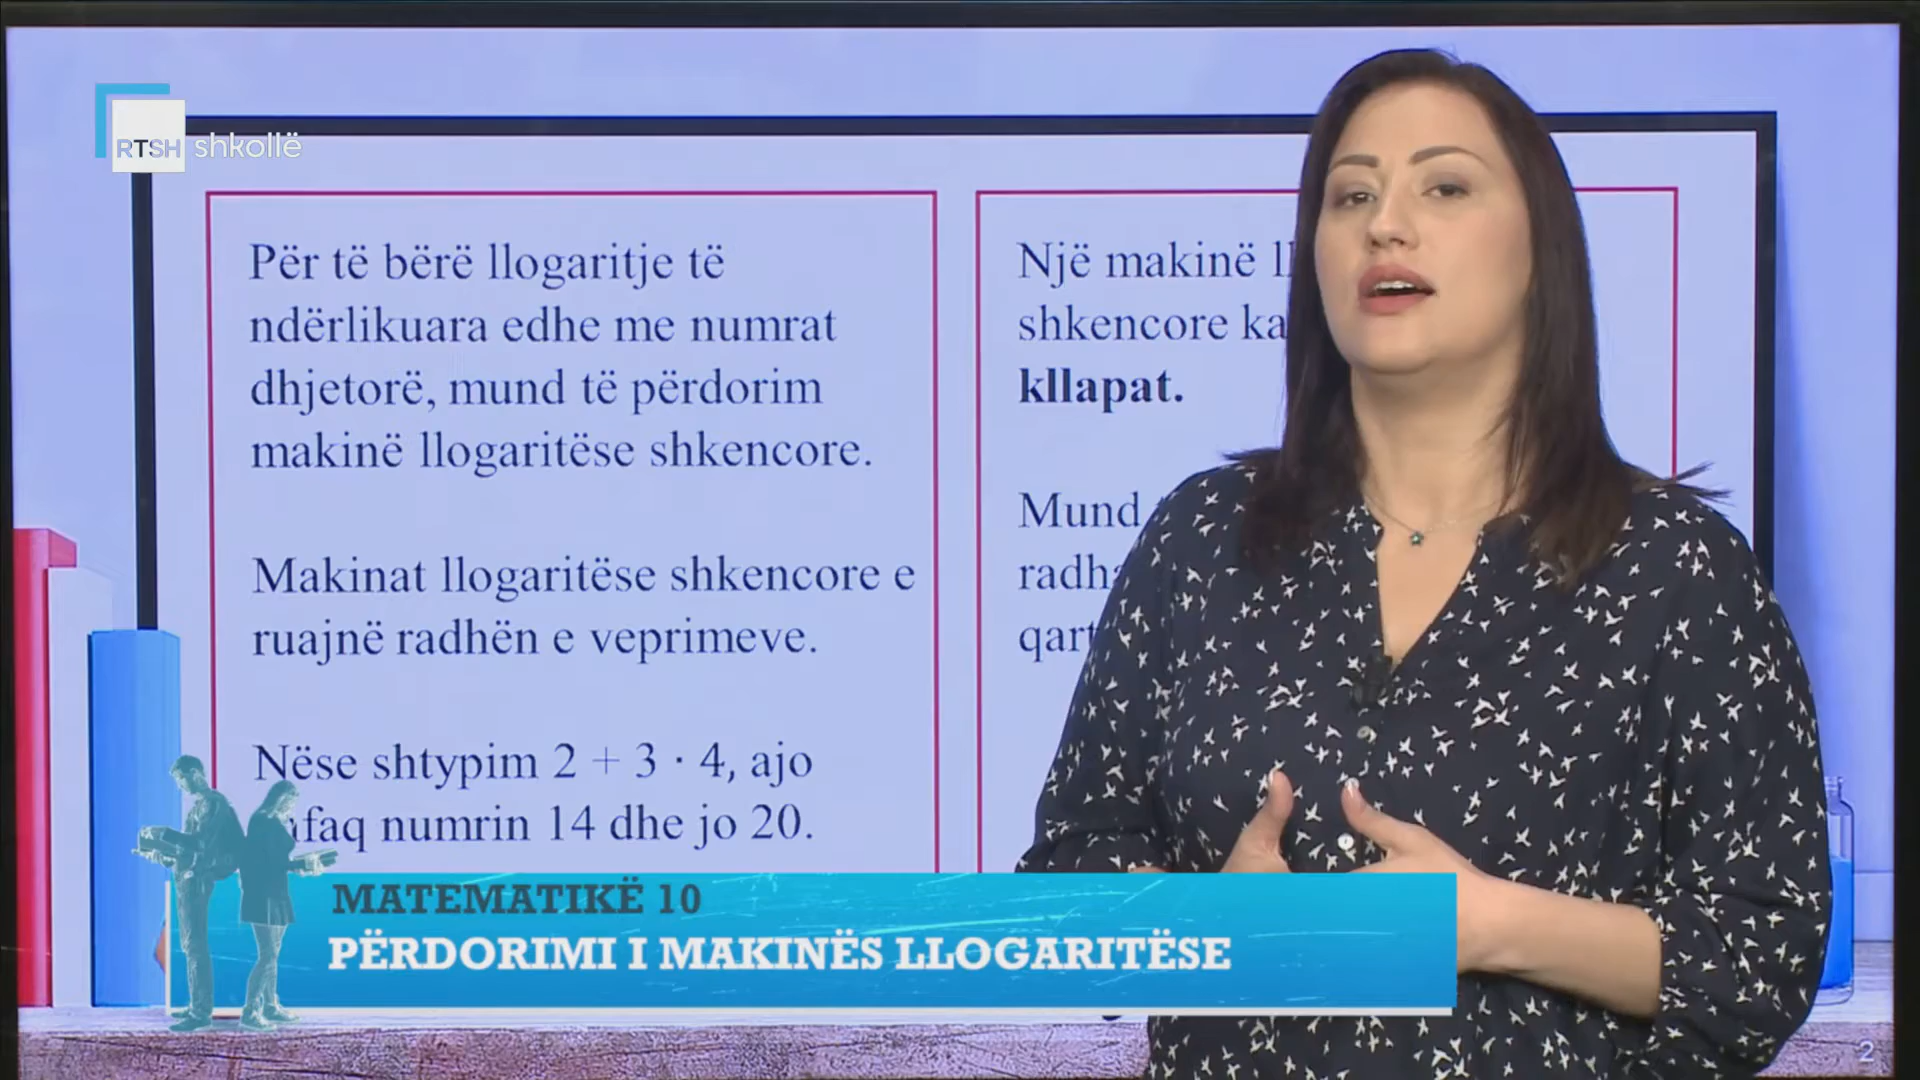 RTSH shkollë
Për të bërë llogaritje të
ndërlikuara edhe me numrat
dhjetorë, mund të përdorim
makinë llogaritëse shkencore.
Makinat llogaritëse shkencore e
ruajnë radhën e veprimeve.
Nëse shtypim 2 + 3 · 4, ajo
numrin 14 dhe jo 20.
Një makinë
shkencore ka
kllapat.
Mund
MATEMATIKË 10
PËRDORIMI I MAKINËS LLOGARITËSE
2